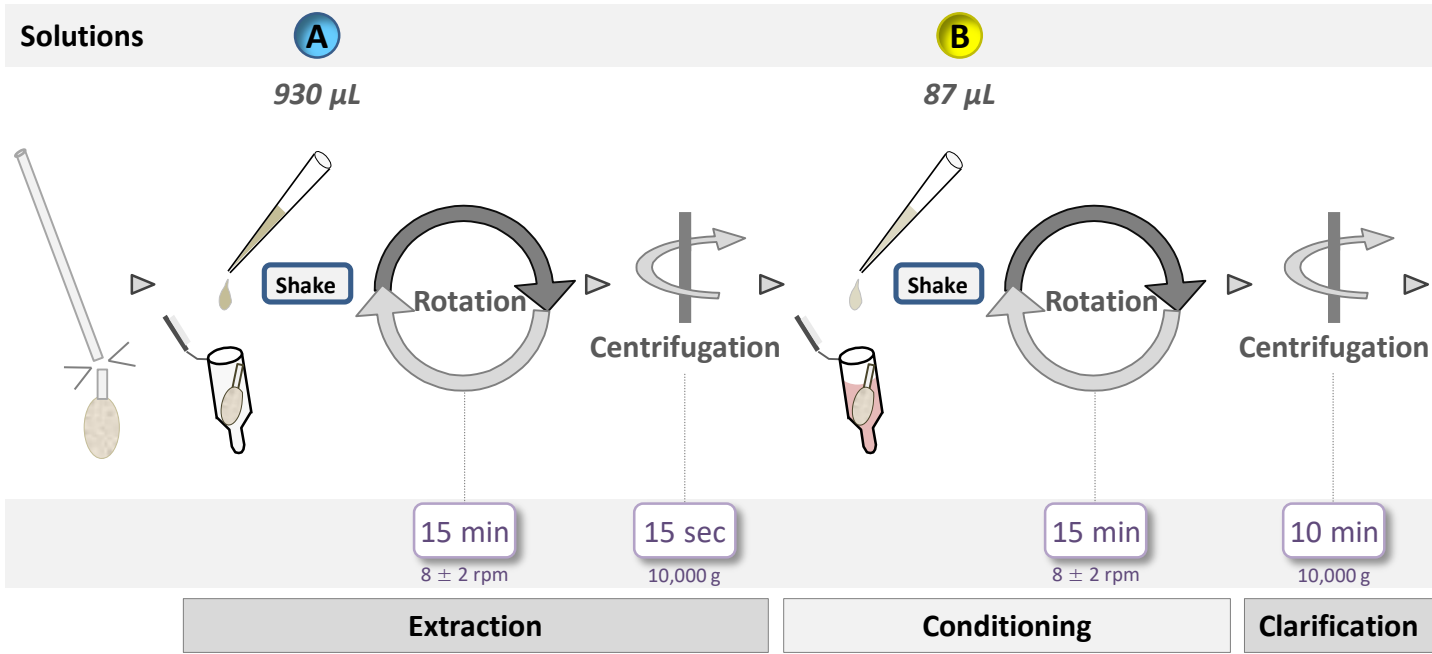 Solutions
A
B
930 µL
87 µL
Shake
Rotation
Centrifugation
Shake
Rotation
Centrifugation
15 min
15 sec
15 min
10 min
8 ± 2 rpm
10,000 g
8 ± 2 rpm
10,000 g
Extraction
Conditioning
Clarification